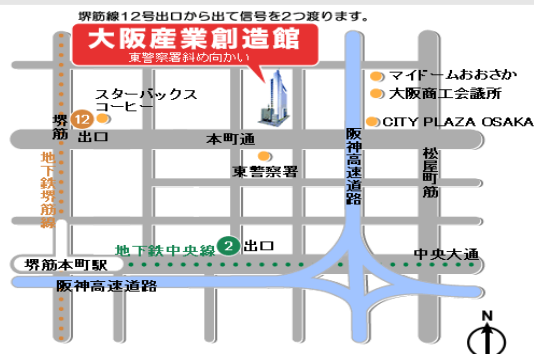 堺筋線12号出口から出て信号を2つ渡ります。
大阪産業創造館
東警察署斜め向かい
マイドームおおさか
大阪商工会議所
CITY PLAZA OSAKA
スターバックス
コーヒー
堺筋
12
出口
本町通
東警察署
阪神高速道路
松屋町筋
地下鉄堺筋線
地下鉄中央線
2
出口
中央大通
堺筋本町駅
阪神高速道路
N